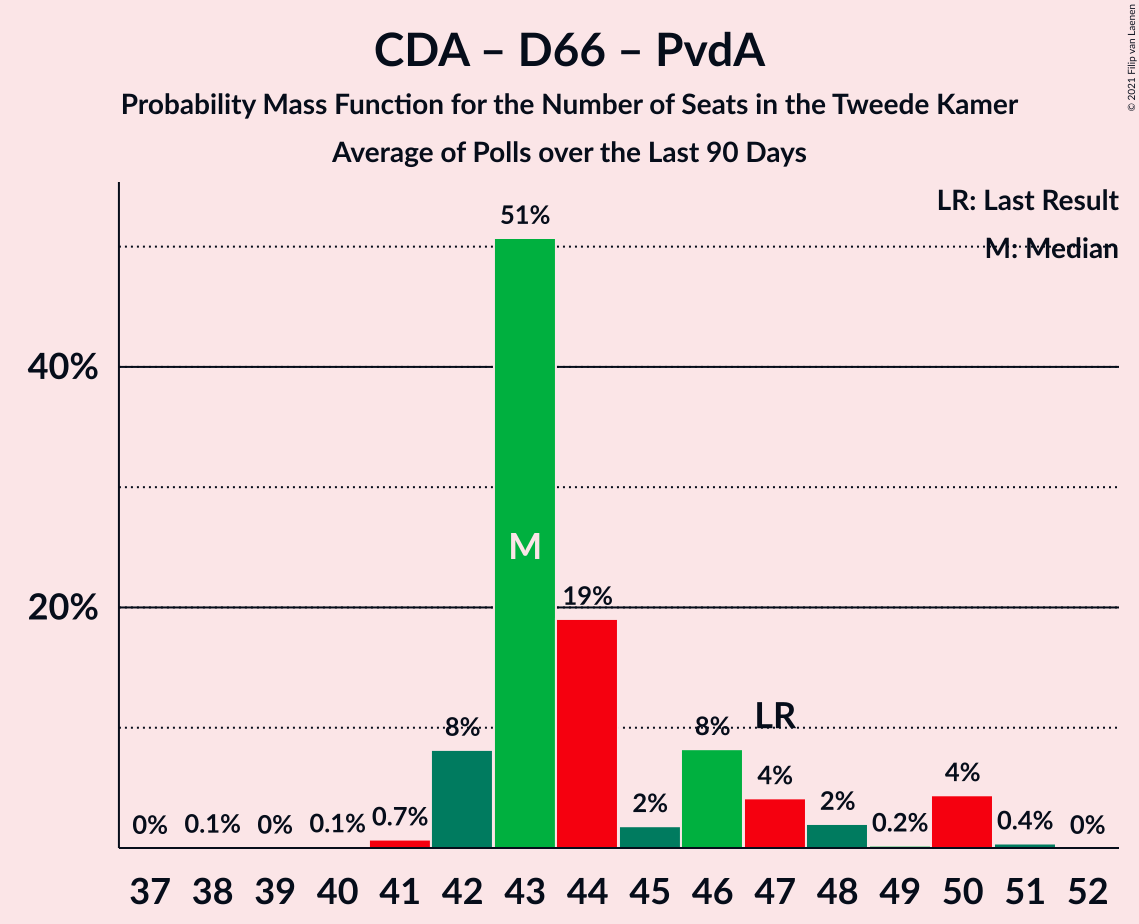 CDA – D66 – PvdA
Probability Mass Function for the Number of Seats in the Tweede Kamer
Average of Polls over the Last 90 Days
© 2021 Filip van Laenen
LR: Last Result
M: Median
40%
20%
0% 0.1% 0% 0.1% 0.7% 8% 51% 19% 2% 8% 4% 2% 0.2% 4% 0.4% 0%
M
LR
37 38 39 40 41 42 43 44 45 46 47 48 49 50 51 52